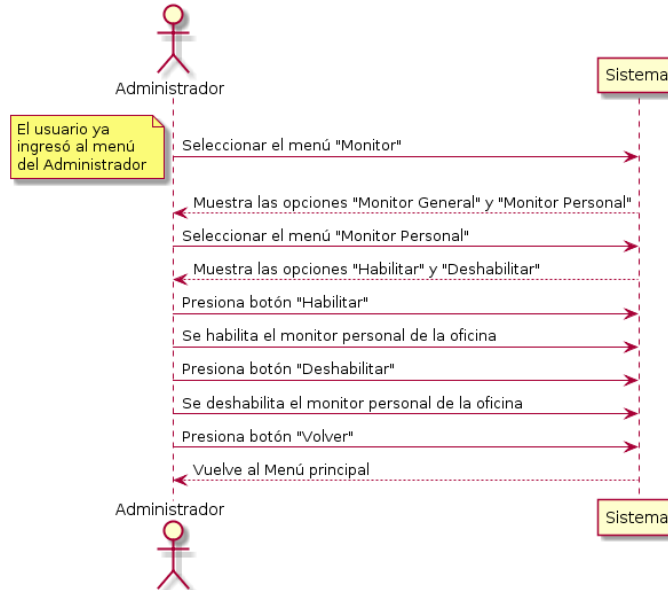 Administrador
Sistema
El usuario ya
ingresó al menú
del Administrador
Seleccionar el menú "Monitor"
Muestra las opciones "Monitor General" y "Monitor Personal"
Seleccionar el menú "Monitor Personal"
Muestra las opciones "Habilitar" y "Deshabilitar"
Presiona botón "Habilitar"
Se habilita el monitor personal de la oficina
Presiona botón "Deshabilitar"
Se deshabilita el monitor personal de la oficina
Presiona botón "Volver"
Vuelve al Menú principal
Administrador
Sistema